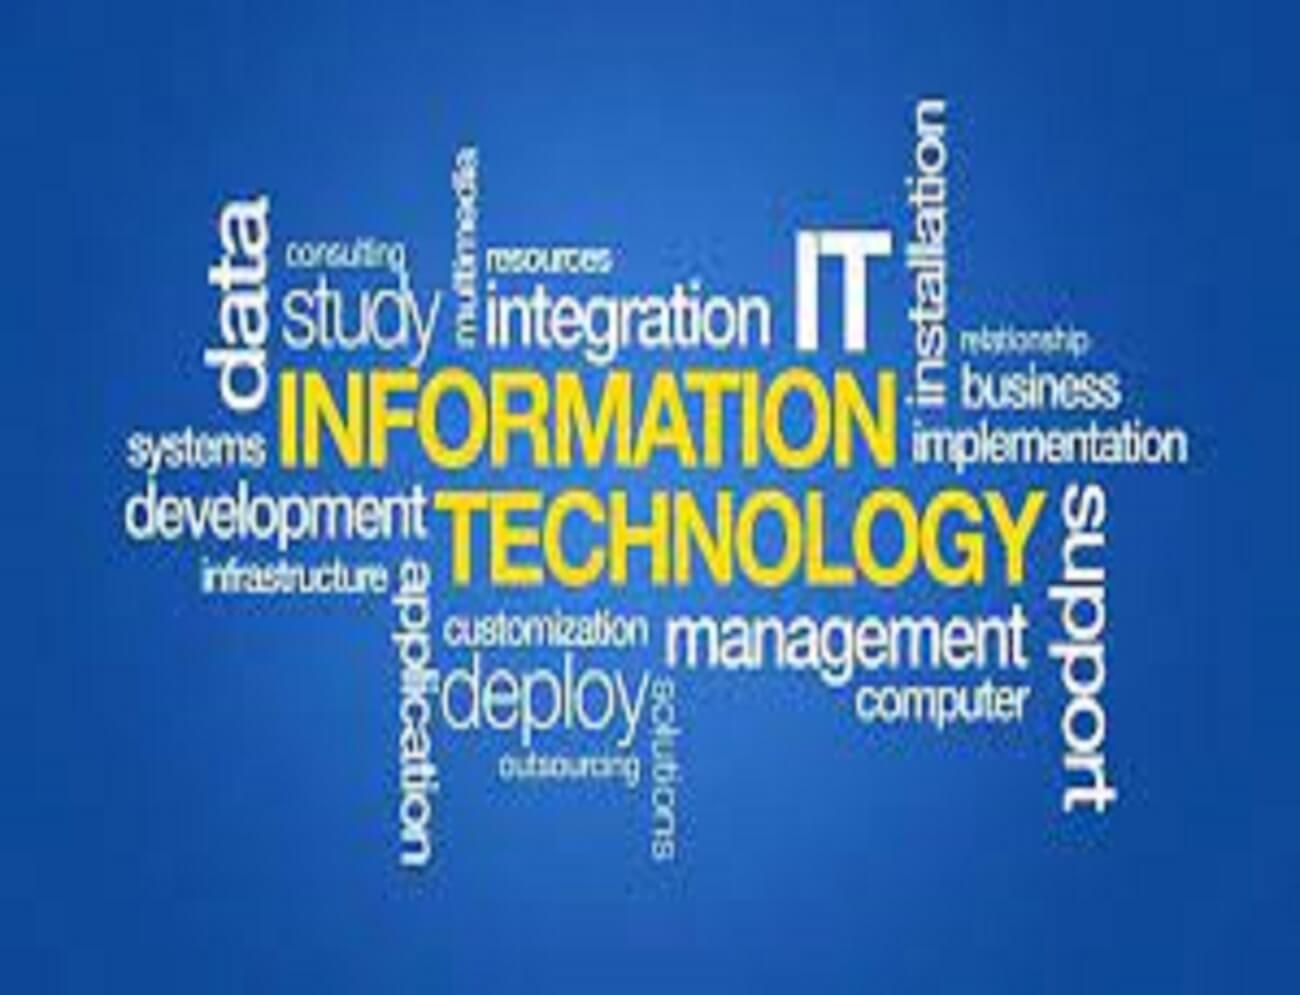 data
consulting
study
multimedia
resources
integration
IT
installation
relationship
business
implementation
systems
INFORMATION
development
TECHNOLOGY
infrastructure
application
customization
deploy
outsourcing
solutions
management
computer
support